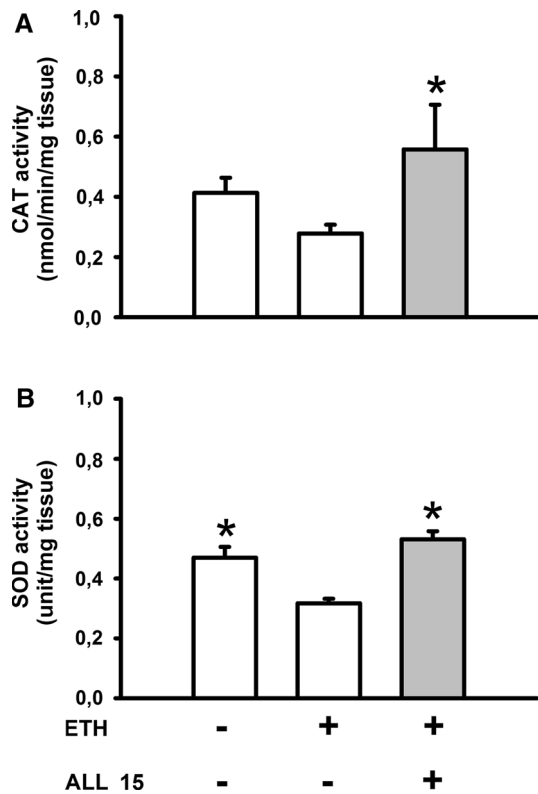 A
CAT activity
(nmol/min/mg tissue)
1,0
0,8
0,6
0,4
0,2
0,0
*
B
SOD activity
(unit/mg tissue)
1,0
0,8
0,6
0,4
0,2
0,0
* *
ETH - + +
ALL 15 - - +